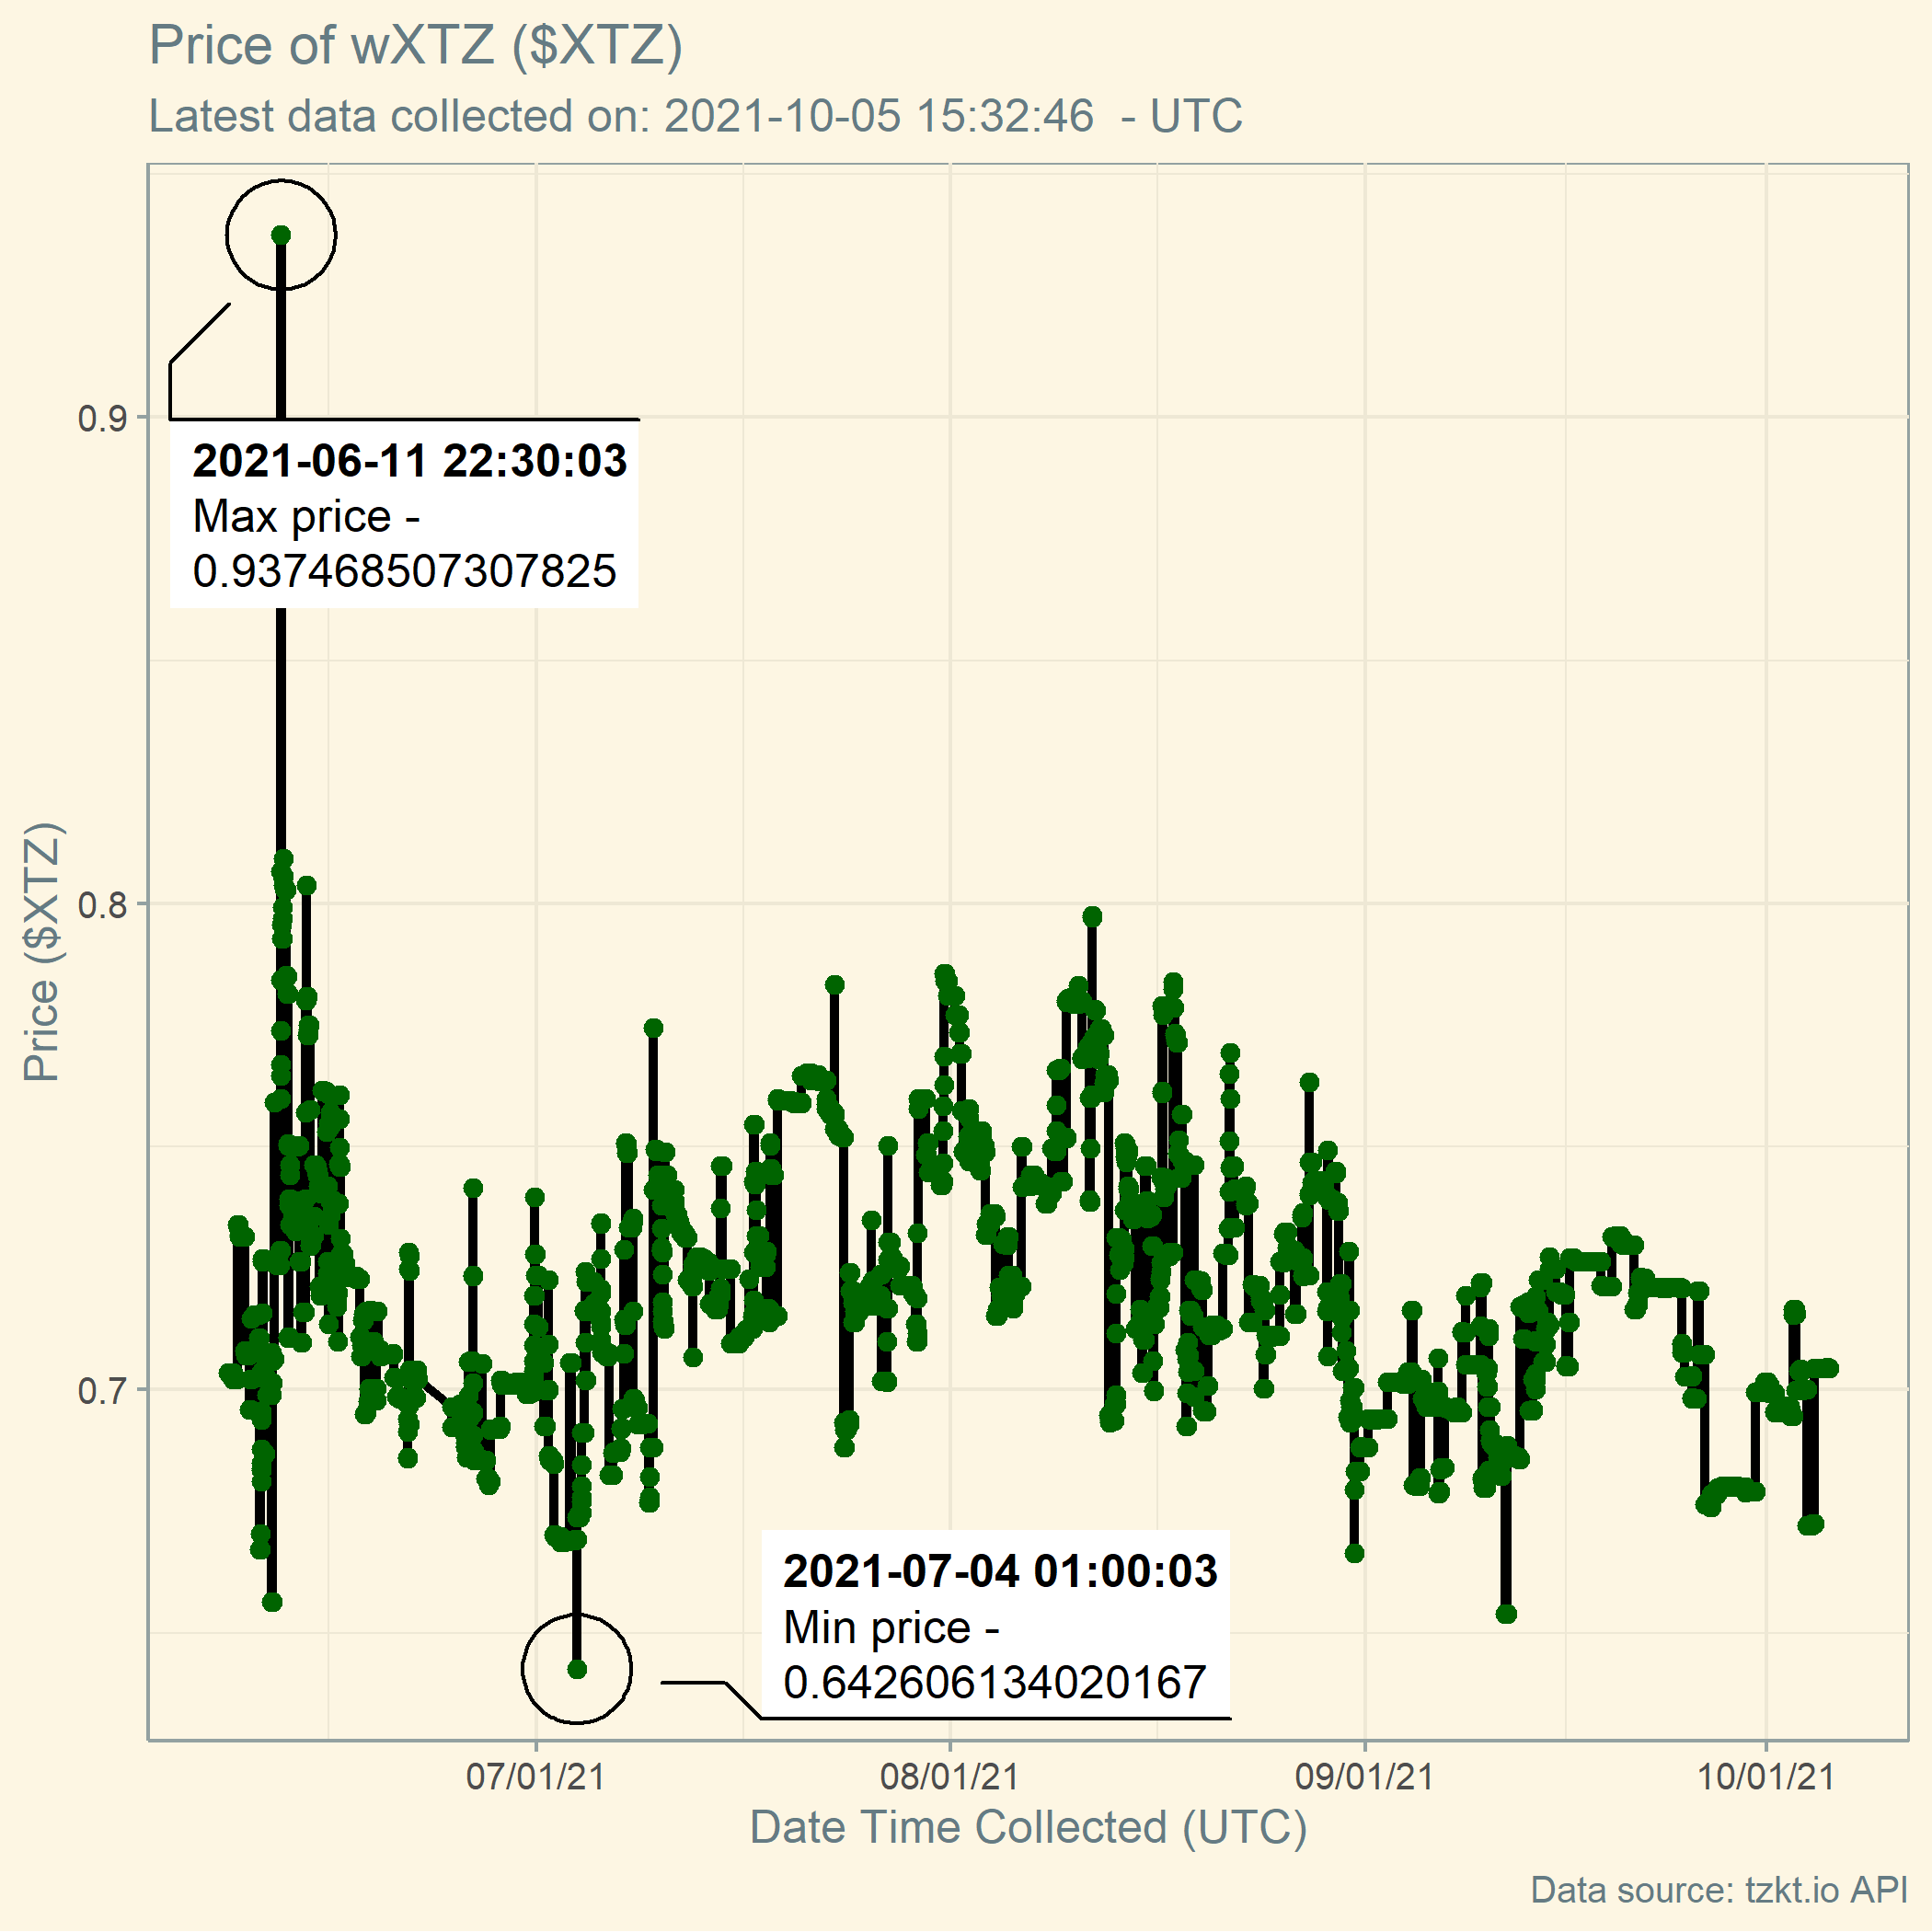 Price of wXTZ ($XTZ)
Latest data collected on: 2021-10-05 15:32:46  - UTC
Price ($XTZ)
0.9
0.8
0.7
2021-06-11 22:30:03
Max price -
0.937468507307825
2021-07-04 01:00:03
Min price -
0.642606134020167
07/01/21
08/01/21
09/01/21
10/01/21
Date Time Collected (UTC)
Data source: tzkt.io API